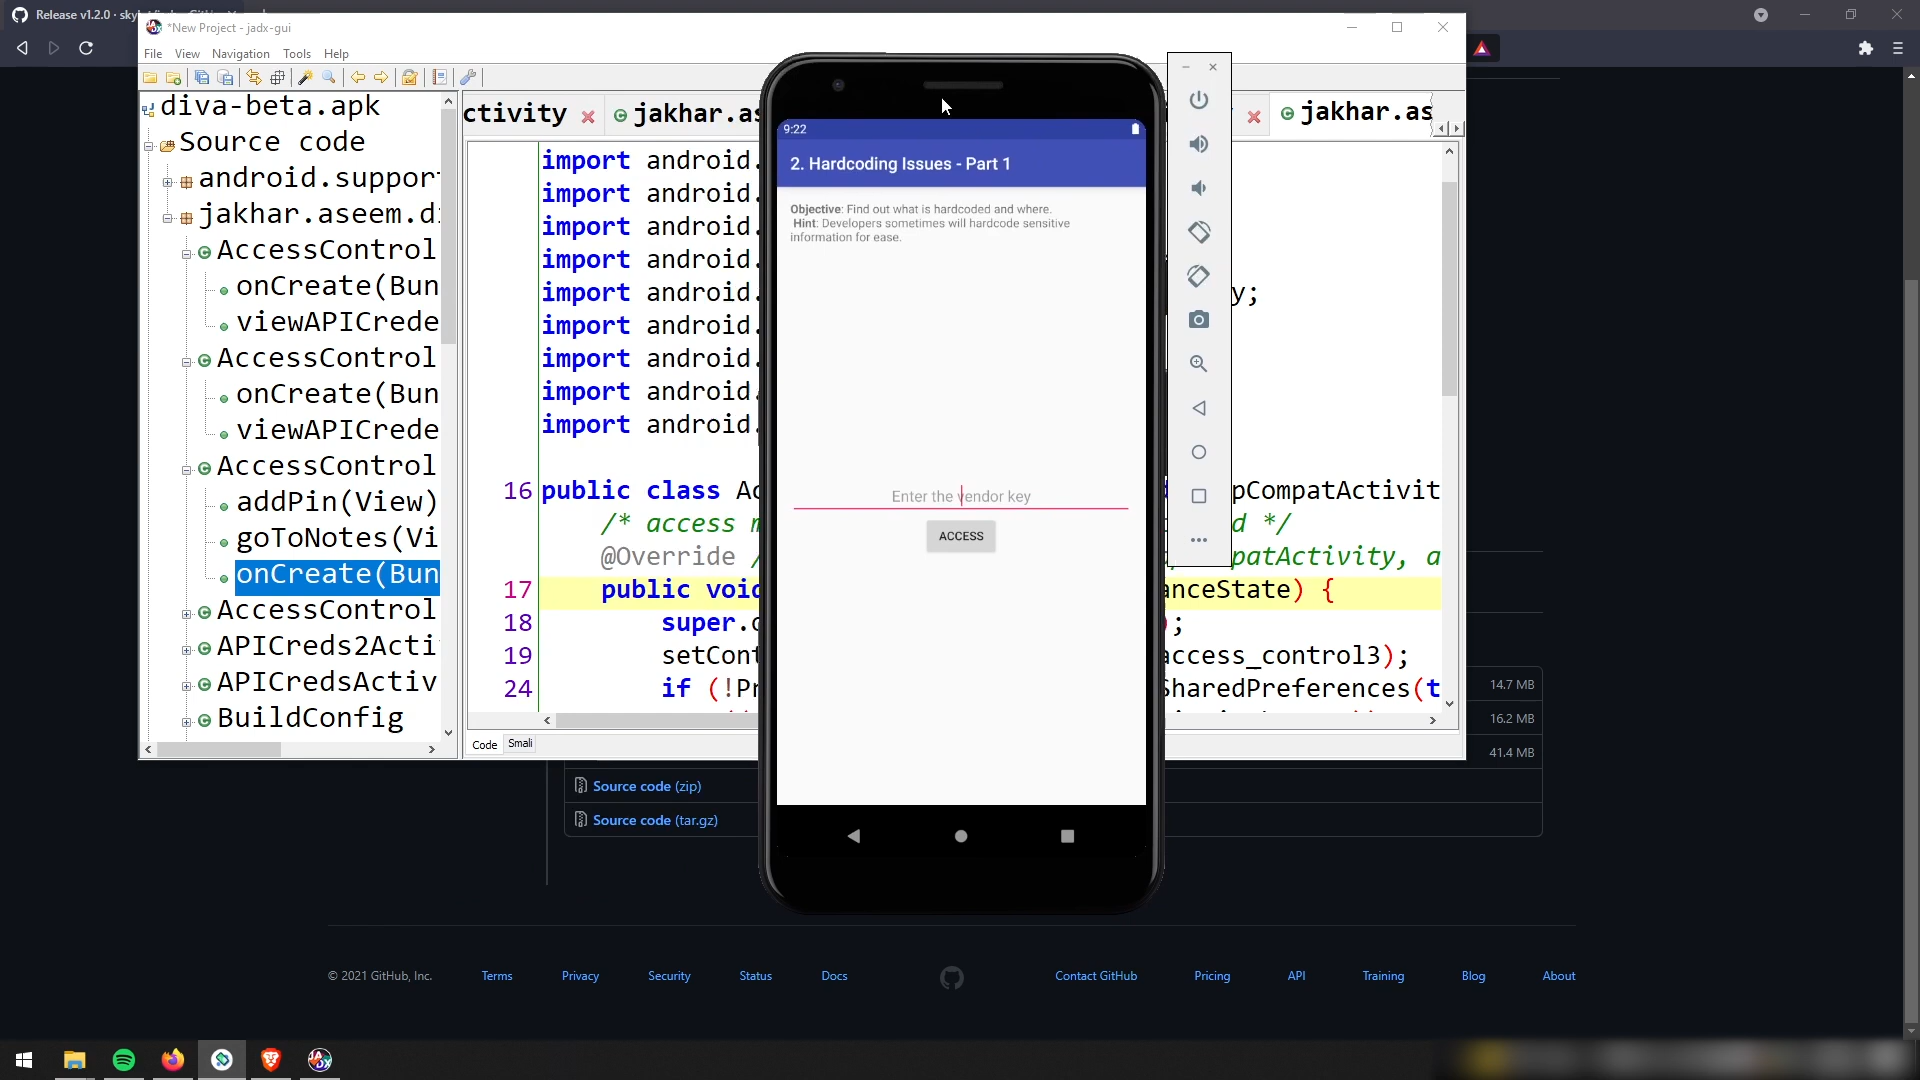 Release v1.2.0 · sky
*New Project - jadx-gui
File View Navigation Tools Help
diva-beta.apk
Source code
android.suppor
jakhar.aseem.d
AccessControl
onCreate(Bun
viewAPICrede
AccessControl
onCreate(Bun
viewAPICrede
AccessControl
addPin(View)
goToNotes(Vi
onCreate(Bun
AccessControl
APICreds2Acti
APICredsActiv
BuildConfig
ctivity
jakhar.as
jakhar.as
import android.
import android.
import android.
import android.
import android.
y;
import android.
import android.
import android.
import android.
16 public class Ac
pCompatActivit
/* access m
d */
@Override /
patActivity, a
17 public voi
anceState) {
18 super.
);
19 setCont
access_control3);
24 if (!Pr
SharedPreferences(t
Code Smali
9:22
2. Hardcoding Issues - Part 1
Objective: Find out what is hardcoded and where.
Hint: Developers sometimes will hardcode sensitive
information for ease.
Enter the vendor key
ACCESS
14.7 MB
16.2 MB
41.4 MB
Source code (zip)
Source code (tar.gz)
© 2021 GitHub, Inc. Terms Privacy Security Status Docs Contact GitHub Pricing API Training Blog About